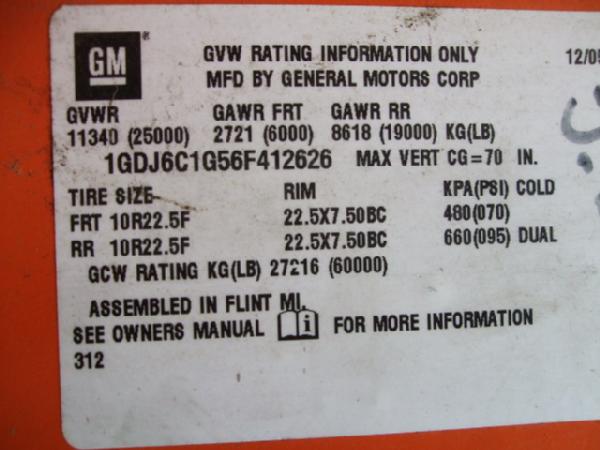 GM
GVW RATING INFORMATION ONLY 12/05
MFD BY GENERAL MOTORS CORP
GVWR GAWR FRT GAWR RR
11340 (25000) 2721 (6000) 8618 (19000) KG(LB)
1GDJ6C1G56F412626 MAX VERT CG=70 IN.
TIRE SIZE RIM KPA(PSI) COLD
FRT 10R22.5F 22.5X7.50BC 480(070)
RR 10R22.5F 22.5X7.50BC 660(095) DUAL
GCW RATING KG(LB) 27216 (60000)
ASSEMBLED IN FLINT MI.
SEE OWNERS MANUAL i FOR MORE INFORMATION
312